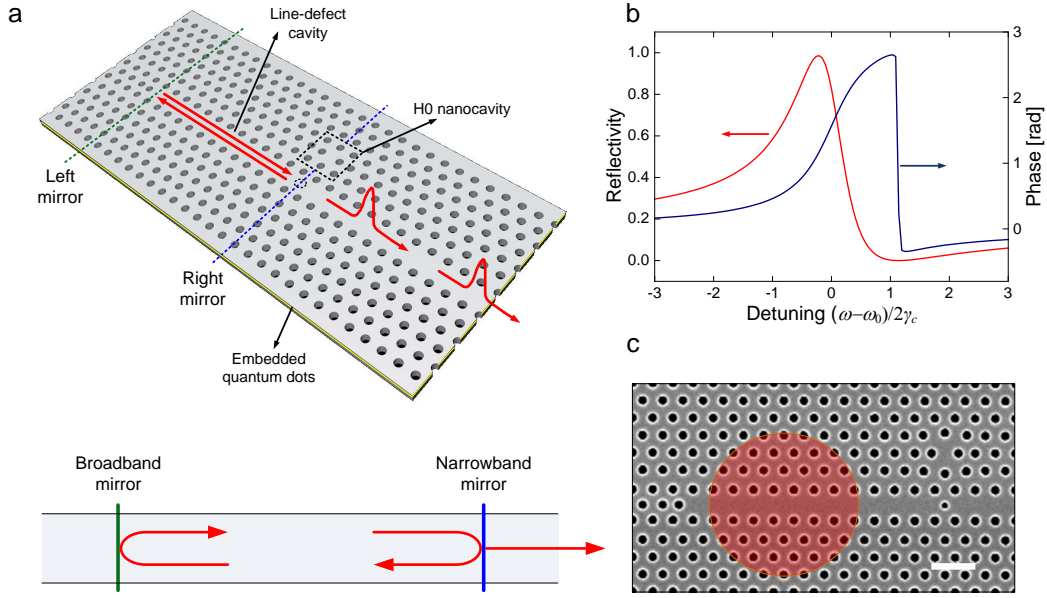 a
Line-defect
cavity
H0 nanocavity
Left
mirror
Right
mirror
Embedded
quantum dots
Broadband
mirror
Narrowband
mirror
b
1.0
0.8
0.6
0.4
0.2
0.0
Reflectivity
3
2
1
0
Phase [rad]
-3 -2 -1 0 1 2 3
Detuning (ω−ω₀)/2γ_c
c